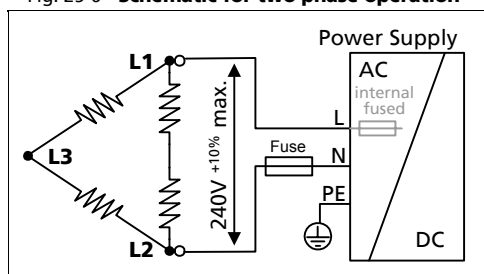 Fig. 23-6 Schematic for two phase operation
Power Supply
L1
AC
internal
fused
L
240V +10% max.
Fuse
N
L3
PE
L2
DC